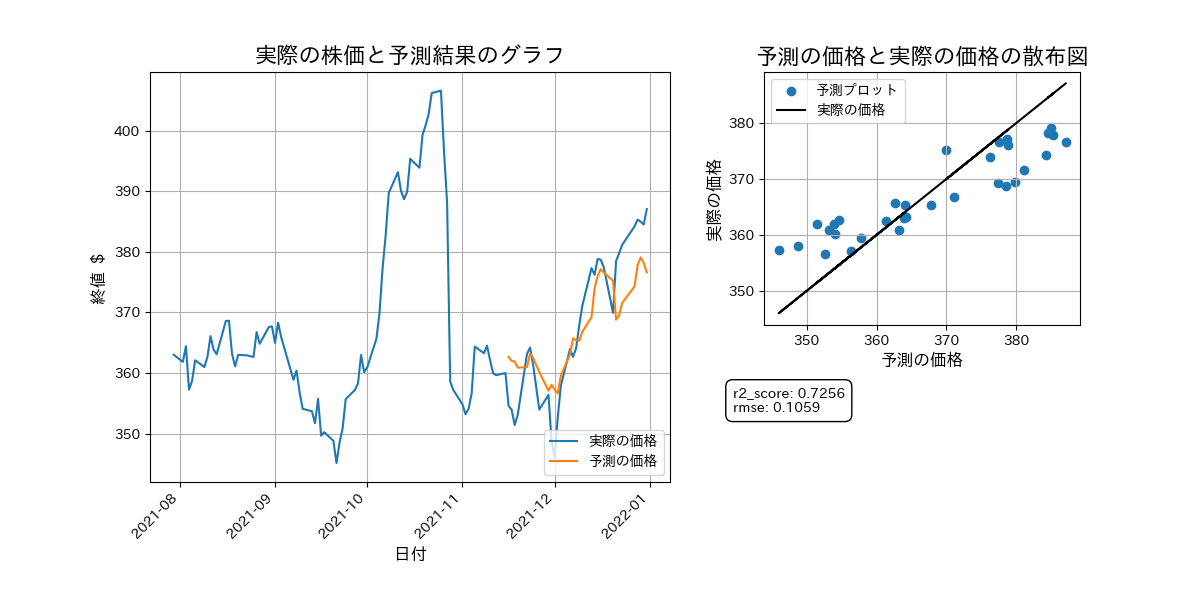 実際の株価と予測結果のグラフ
終値 $
400
390
380
370
360
350
2021-08
2021-09
2021-10
2021-11
2021-12
2022-01
日付
実際の価格
予測の価格
予測の価格と実際の価格の散布図
予測プロット
実際の価格
実際の価格
380
370
360
350
350
360
370
380
予測の価格
r2_score: 0.7256
rmse: 0.1059